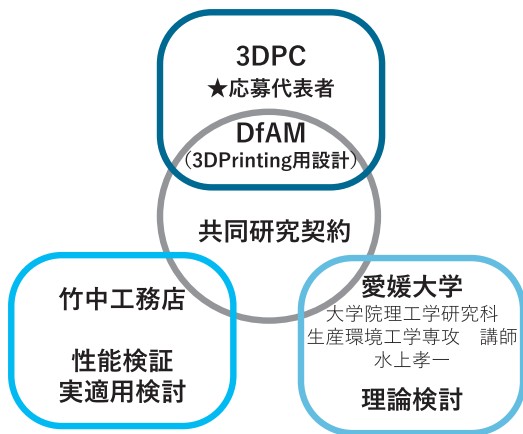 3DPC
★応募代表者
DfAM
（3DPrinting用設計）
共同研究契約
竹中工務店
性能検証
実適用検討
愛媛大学
大学院理工学研究科
生産環境工学専攻　講師
水上孝一
理論検討